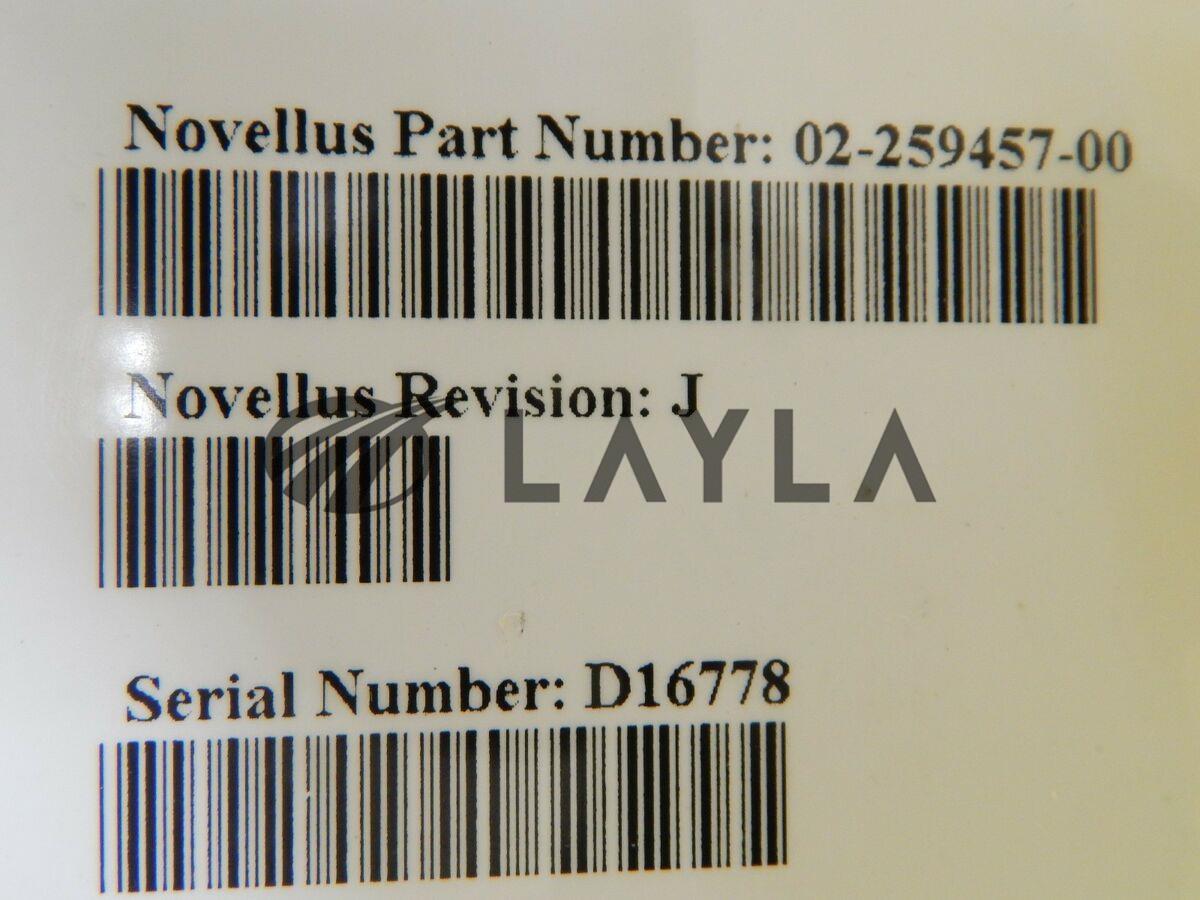 Novellus Part Number: 02-259457-00
Novellus Revision: J
LAYLA
Serial Number: D16778